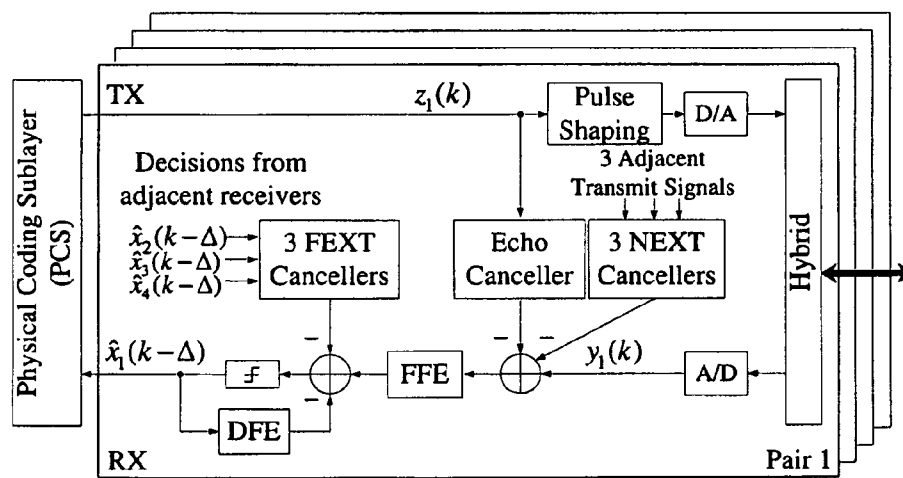 Physical Coding Sublayer
(PCS)
TX
z₁(k)
Pulse
Shaping
D/A
Hybrid
Decisions from
adjacent receivers
3 Adjacent
Transmit Signals
x̂₂(k−Δ)
x̂₃(k−Δ)
x̂₄(k−Δ)
3 FEXT
Cancellers
Echo
Canceller
3 NEXT
Cancellers
x̂₁(k−Δ)
FFE
y₁(k)
A/D
DFE
RX
Pair 1